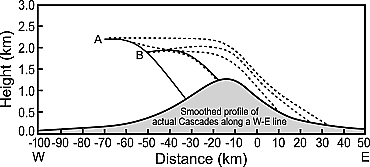 3.0
2.5
2.0
1.5
1.0
0.5
0.0
Height (km)
A
B
Smoothed profile of
actual Cascades along a W-E line
-100 -90 -80 -70 -60 -50 -40 -30 -20 -10 0 10 20 30 40 50
W Distance (km) E